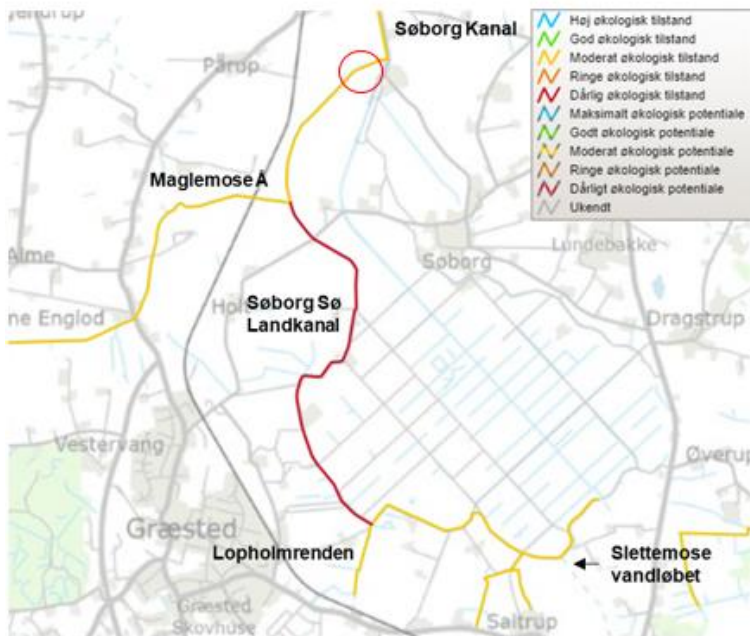 jendrup
Pårup
Søborg Kanal
Høj økologisk tilstand
God økologisk tilstand
Moderat økologisk tilstand
Ringe økologisk tilstand
Dårlig økologisk tilstand
Maksimalt økologisk potentiale
Godt økologisk potentiale
Moderat økologisk potentiale
Ringe økologisk potentiale
Dårligt økologisk potentiale
Ukendt
Maglemose Å
Alme
Søborg
Lundebakke
Holt
Søborg Sø
Landkanal
Dragstrup
ne Englod
Vestervang
Øverup
Græsted
Lopholmrenden
Slettemose
vandløbet
Græsted
Skovhuse
Saltrup